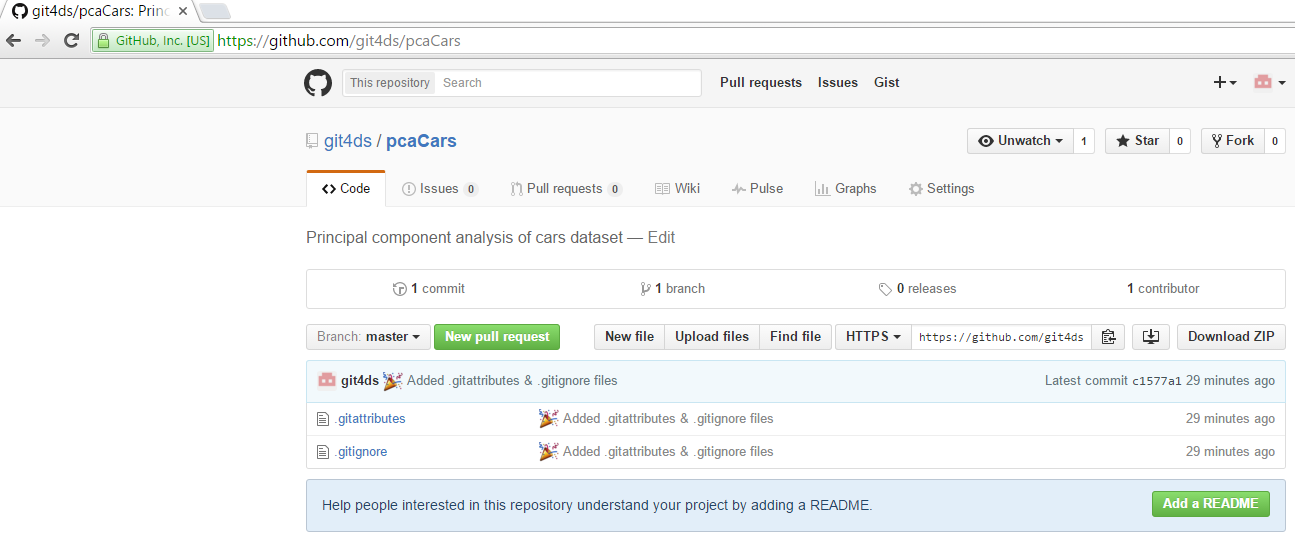 git4ds/pcaCars: Princ
GitHub, Inc. [US] https://github.com/git4ds/pcaCars
This repository Search Pull requests Issues Gist
git4ds / pcaCars Unwatch 1 Star 0 Fork 0
Code Issues 0 Pull requests 0 Wiki Pulse Graphs Settings
Principal component analysis of cars dataset — Edit
1 commit 1 branch 0 releases 1 contributor
Branch: master New pull request New file Upload files Find file HTTPS https://github.com/git4ds Download ZIP
git4ds Added .gitattributes & .gitignore files Latest commit c1577a1 29 minutes ago
.gitattributes Added .gitattributes & .gitignore files 29 minutes ago
.gitignore Added .gitattributes & .gitignore files 29 minutes ago
Help people interested in this repository understand your project by adding a README. Add a README